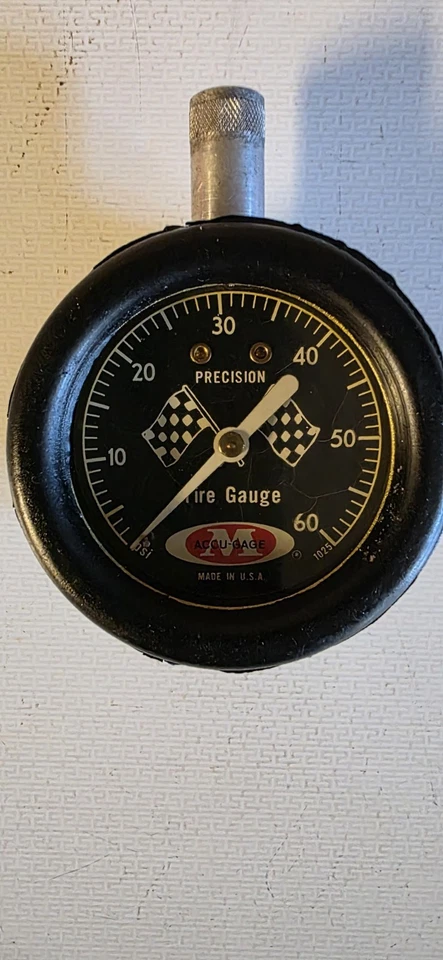 30
20
40
PRECISION
10
50
Tire Gauge
60
PSI
M
ACCU-GAGE
®
1025
MADE IN U.S.A.